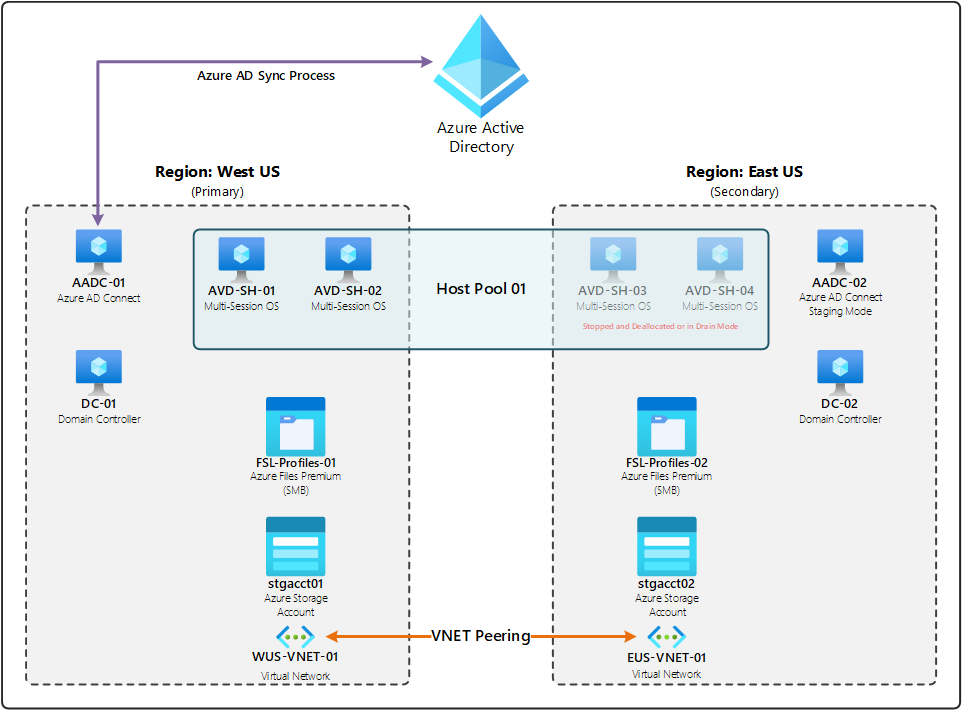 Azure AD Sync Process
Azure Active
Directory
Region: West US
(Primary)
Region: East US
(Secondary)
AADC-01
Azure AD Connect
AVD-SH-01
Multi-Session OS
AVD-SH-02
Multi-Session OS
Host Pool 01
AVD-SH-03
Multi-Session OS
AVD-SH-04
Multi-Session OS
Stopped and Deallocated or in Drain Mode
AADC-02
Azure AD Connect
Staging Mode
DC-01
Domain Controller
DC-02
Domain Controller
FSL-Profiles-01
Azure Files Premium
(SMB)
FSL-Profiles-02
Azure Files Premium
(SMB)
stgacct01
Azure Storage
Account
stgacct02
Azure Storage
Account
VNET Peering
WUS-VNET-01
Virtual Network
EUS-VNET-01
Virtual Network